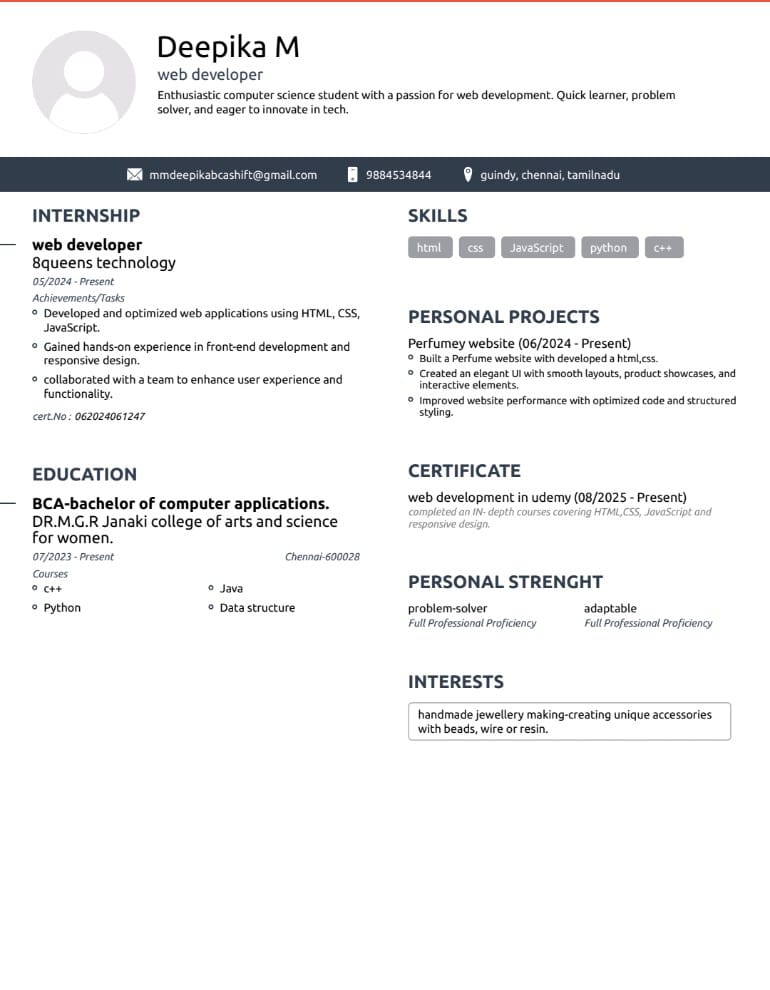 Deepika M
web developer
Enthusiastic computer science student with a passion for web development. Quick learner, problem
solver, and eager to innovate in tech.
mmdeepikabcashift@gmail.com
9884534844
guindy, chennai, tamilnadu
INTERNSHIP
web developer
8queens technology
05/2024 - Present
Achievements/Tasks
Developed and optimized web applications using HTML, CSS,
JavaScript.
Gained hands-on experience in front-end development and
responsive design.
collaborated with a team to enhance user experience and
functionality.
cert.No : 062024061247
EDUCATION
BCA-bachelor of computer applications.
DR.M.G.R Janaki college of arts and science
for women.
07/2023 - Present
Chennai-600028
Courses
c++
Java
Python
Data structure
SKILLS
html
css
JavaScript
python
c++
PERSONAL PROJECTS
Perfumey website (06/2024 - Present)
Built a Perfume website with developed a html,css.
Created an elegant UI with smooth layouts, product showcases, and
interactive elements.
Improved website performance with optimized code and structured
styling.
CERTIFICATE
web development in udemy (08/2025 - Present)
completed an IN- depth courses covering HTML,CSS, JavaScript and
responsive design.
PERSONAL STRENGHT
problem-solver
adaptable
Full Professional Proficiency
Full Professional Proficiency
INTERESTS
handmade jewellery making-creating unique accessories
with beads, wire or resin.